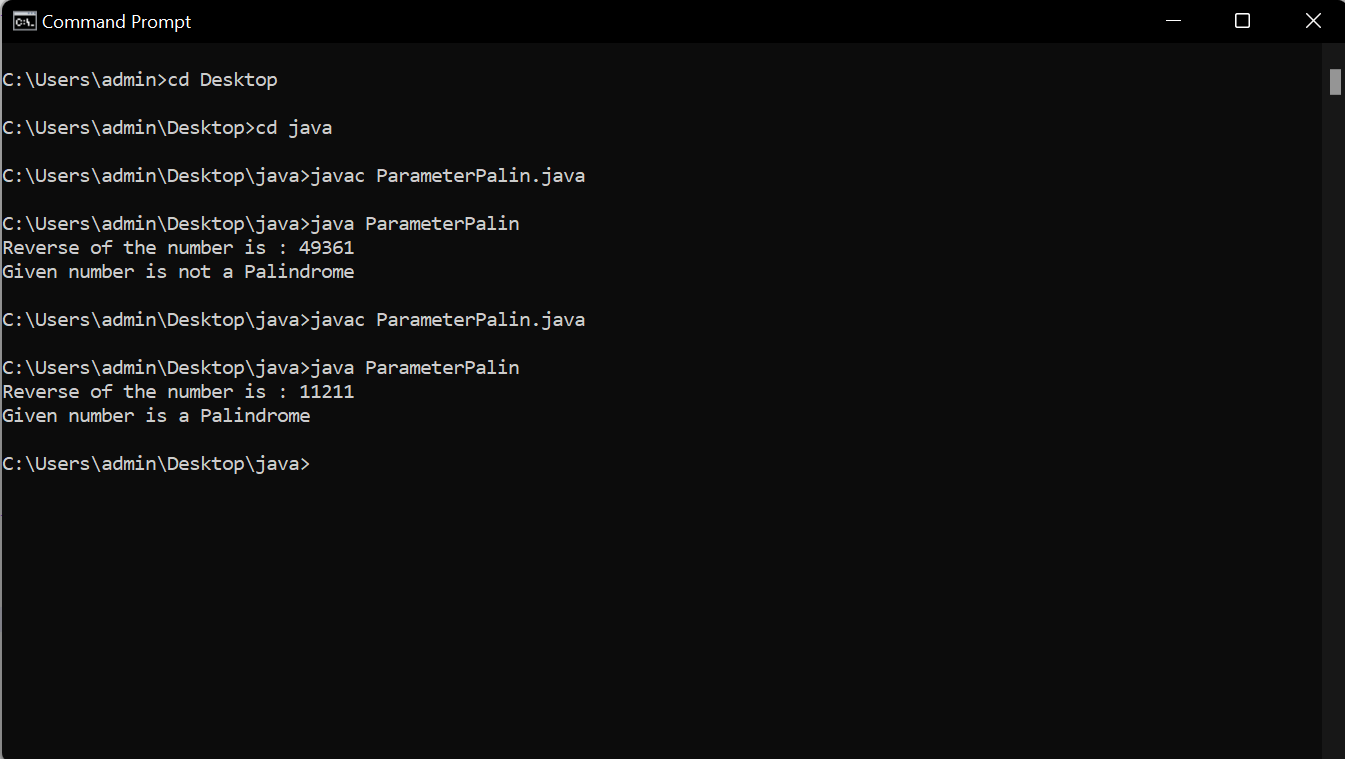 Command Prompt
C:\Users\admin>cd Desktop
C:\Users\admin\Desktop>cd java
C:\Users\admin\Desktop\java>javac ParameterPalin.java
C:\Users\admin\Desktop\java>java ParameterPalin
Reverse of the number is : 49361
Given number is not a Palindrome
C:\Users\admin\Desktop\java>javac ParameterPalin.java
C:\Users\admin\Desktop\java>java ParameterPalin
Reverse of the number is : 11211
Given number is a Palindrome
C:\Users\admin\Desktop\java>